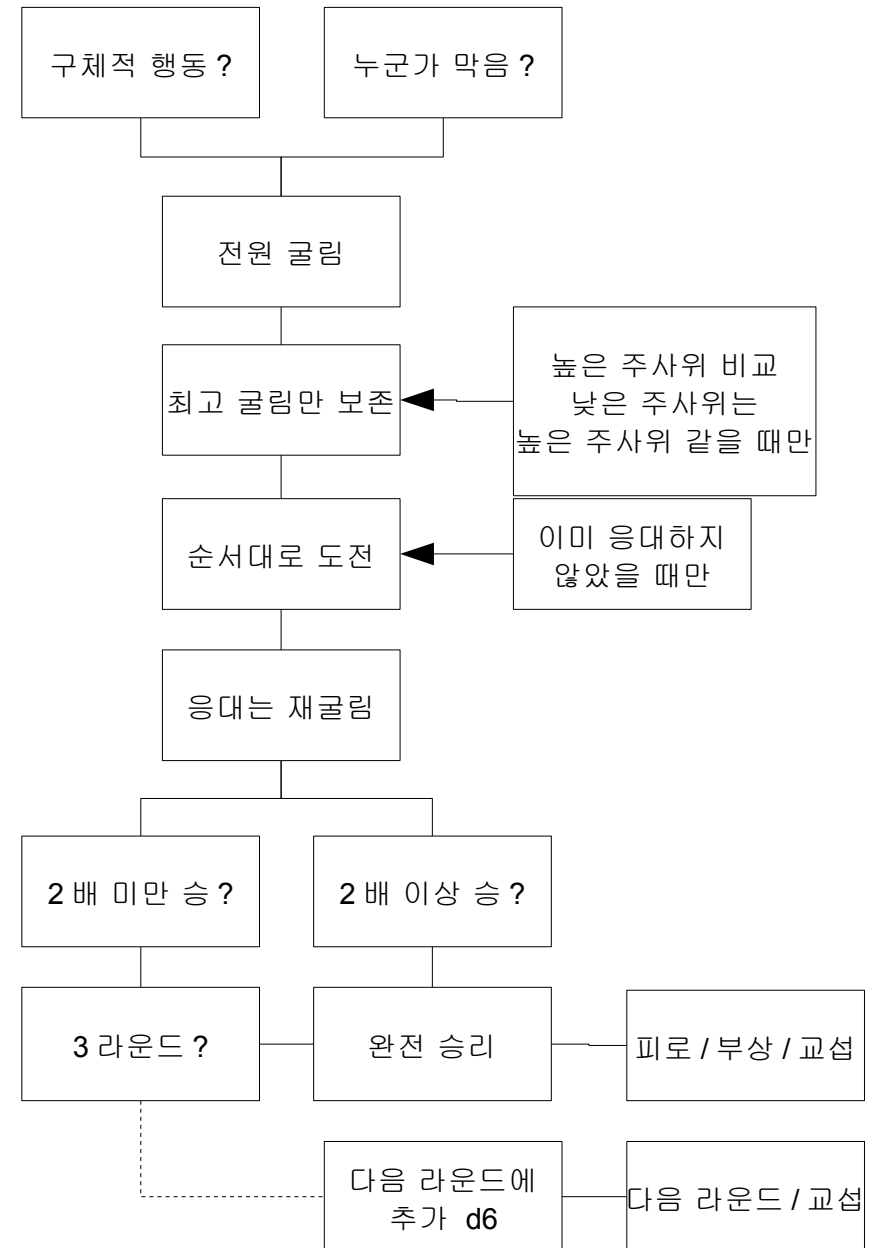 구체적 행동 ?
누군가 막음 ?
전원 굴림
최고 굴림만 보존
높은 주사위 비교
낮은 주사위는
높은 주사위 같을 때만
순서대로 도전
이미 응대하지
않았을 때만
응대는 재굴림
2 배 미만 승 ?
2 배 이상 승 ?
3 라운드 ?
완전 승리
피로 / 부상 / 교섭
다음 라운드에
추가 d6
다음 라운드 / 교섭